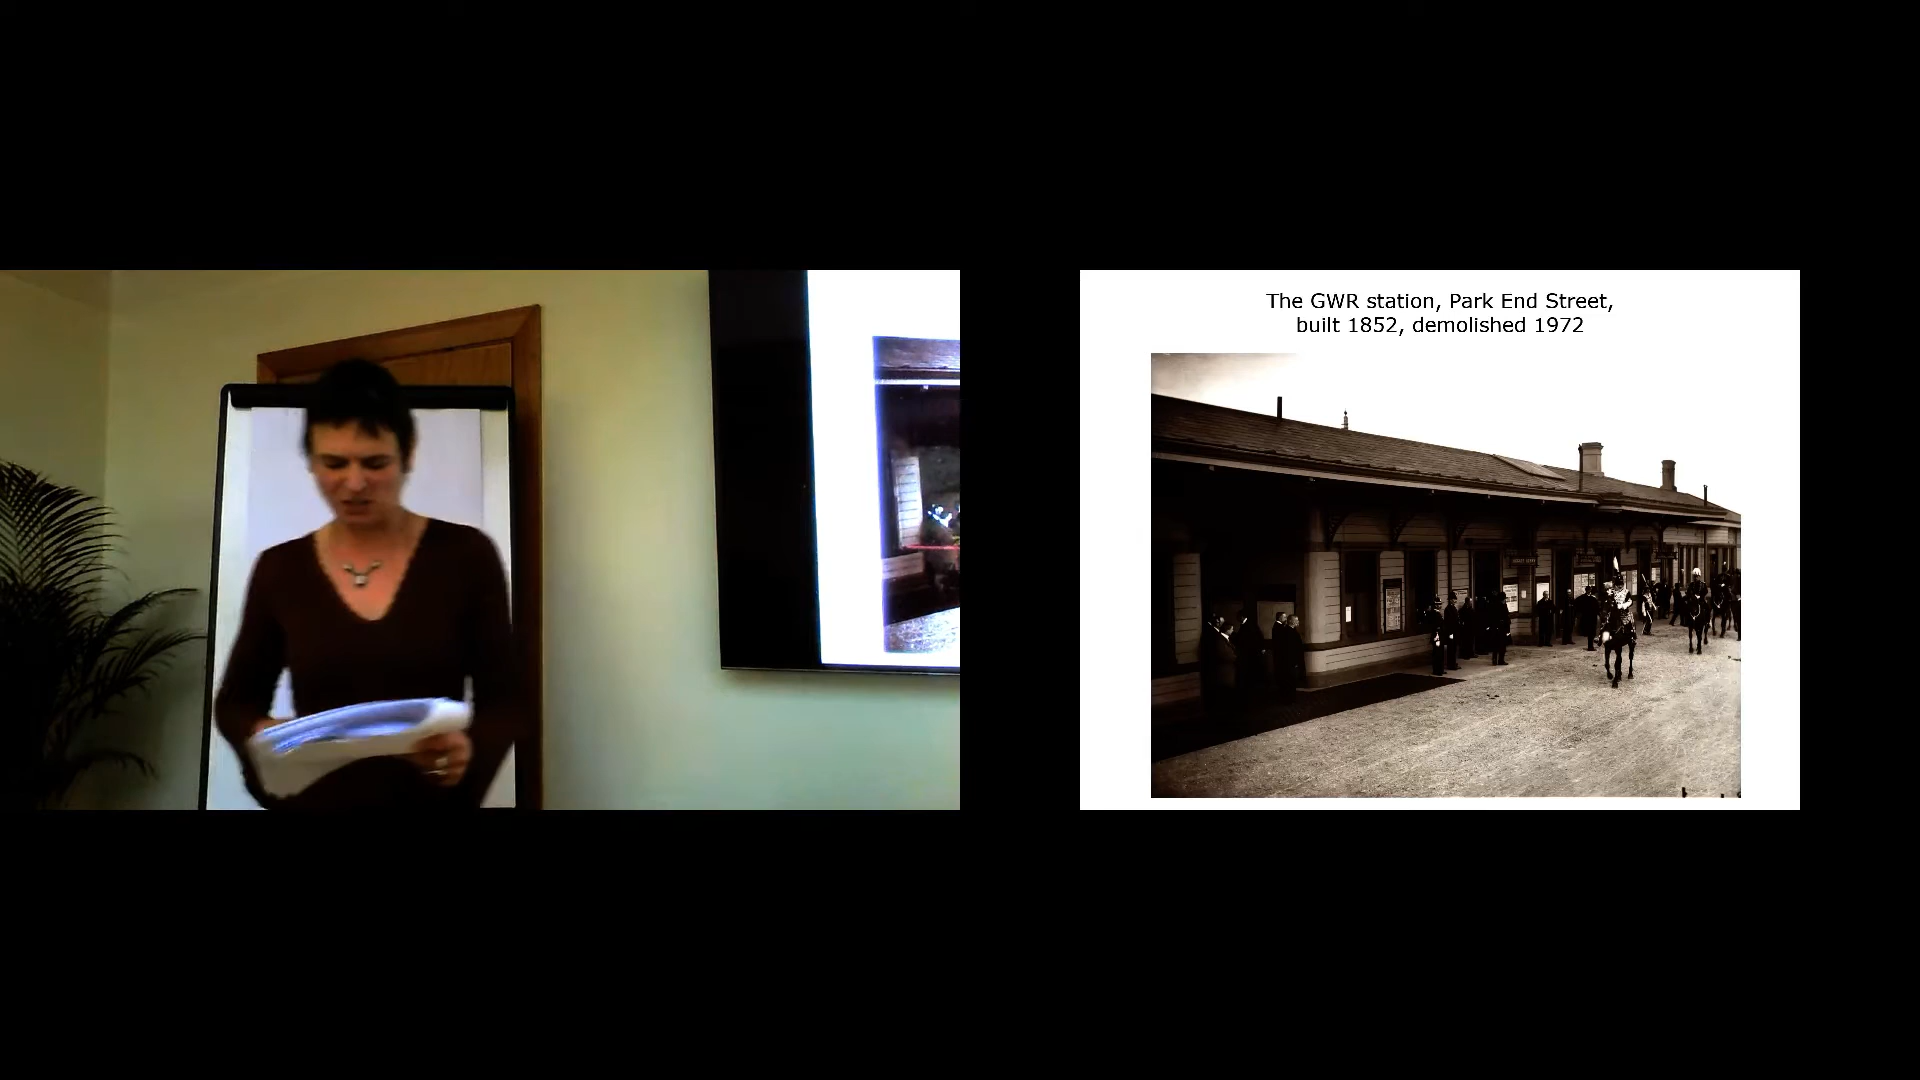 The GWR station, Park End Street,
built 1852, demolished 1972